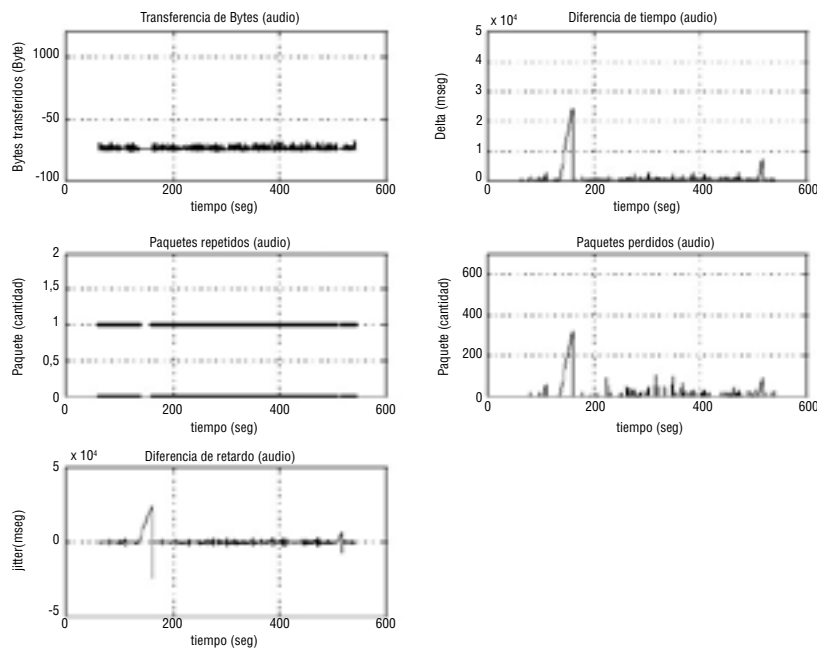 Transferencia de Bytes (audio)
Bytes transferidos (Byte)
1000
-50
-100
0 200 400 600
tiempo (seg)
Diferencia de tiempo (audio)
x 10⁴
Delta (mseg)
5
4
3
2
1
0
0 200 400 600
tiempo (seg)
Paquetes repetidos (audio)
Paquete (cantidad)
2
1,5
1
0,5
0
0 200 400 600
tiempo (seg)
Paquetes perdidos (audio)
Paquete (cantidad)
600
400
200
0
0 200 400 600
tiempo (seg)
Diferencia de retardo (audio)
x 10⁴
jitter(mseg)
5
0
-5
0 200 400 600
tiempo (seg)